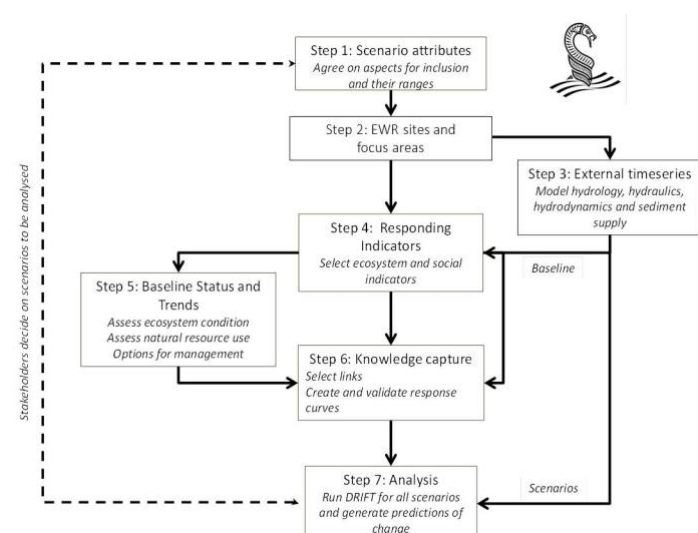 Step 1: Scenario attributes
Agree on aspects for inclusion
and their ranges
Step 2: EWR sites and
focus areas
Step 3: External timeseries
Model hydrology, hydraulics,
hydrodynamics and sediment
supply
Step 4: Responding
Indicators
Select ecosystem and social
indicators
Baseline
Step 5: Baseline Status and
Trends
Assess ecosystem condition
Assess natural resource use
Options for management
Step 6: Knowledge capture
Select links
Create and validate response
curves
Step 7: Analysis
Run DRIFT for all scenarios
and generate predictions of
change
Scenarios
Stakeholders decide on scenarios to be analysed